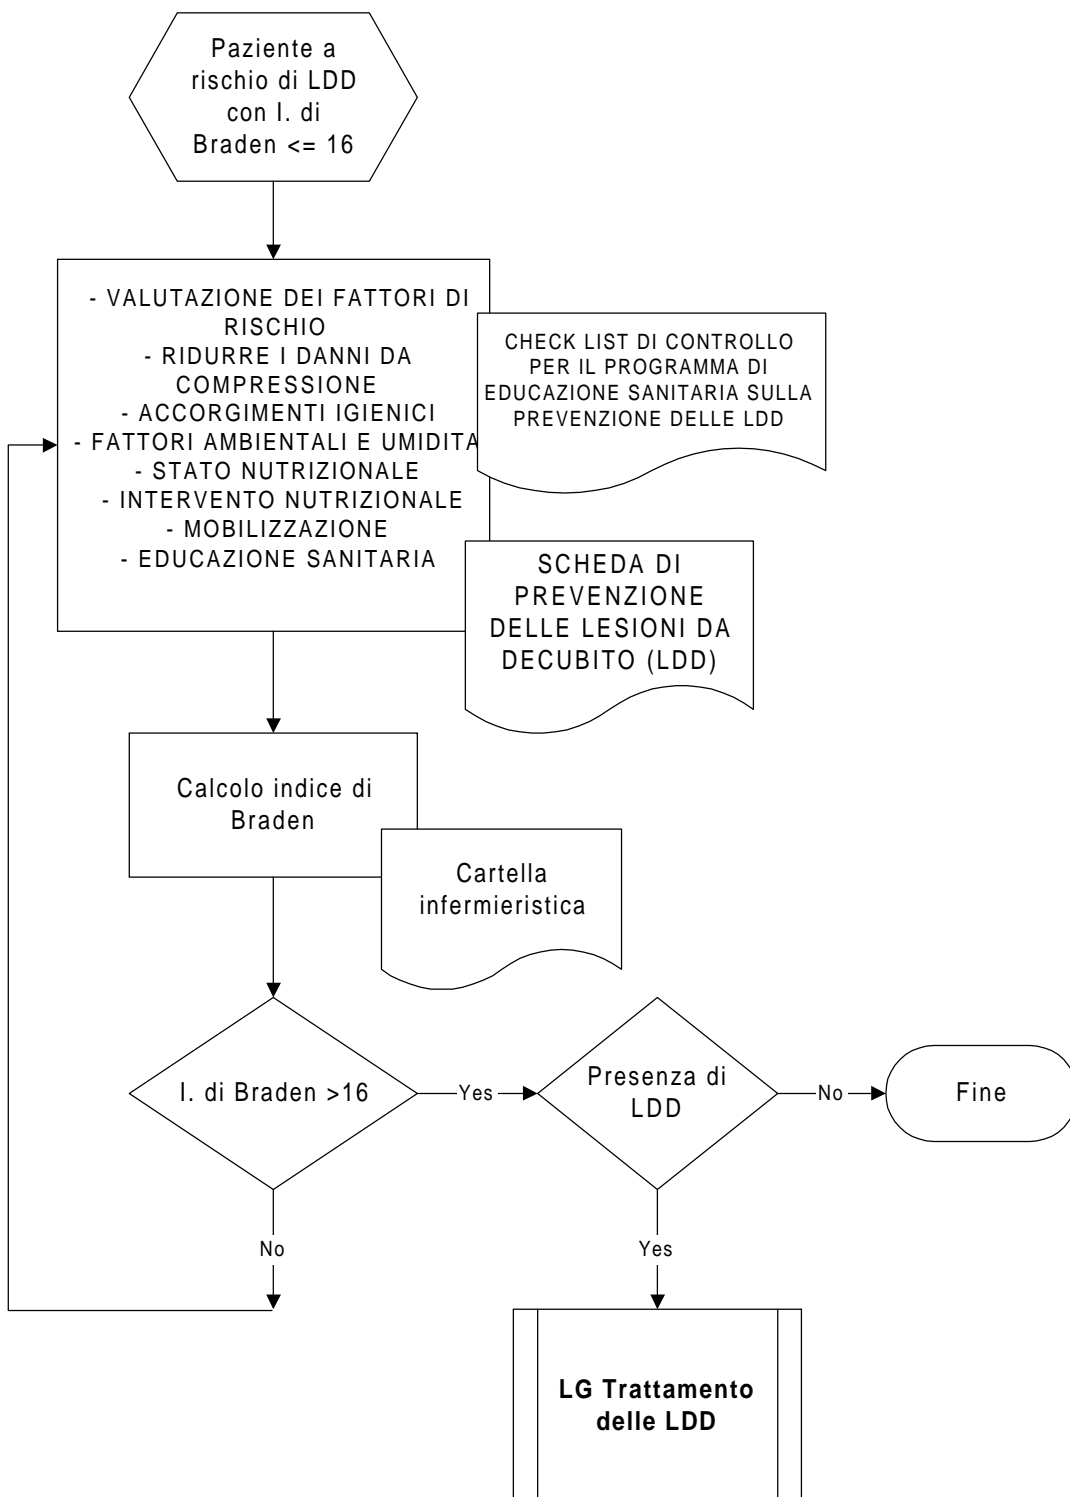 Paziente a
rischio di LDD
con I. di
Braden <= 16
- VALUTAZIONE DEI FATTORI DI
RISCHIO
- RIDURRE I DANNI DA
COMPRESSIONE
- ACCORGIMENTI IGIENICI
- FATTORI AMBIENTALI E UMIDITA
- STATO NUTRIZIONALE
- INTERVENTO NUTRIZIONALE
- MOBILIZZAZIONE
- EDUCAZIONE SANITARIA
CHECK LIST DI CONTROLLO
PER IL PROGRAMMA DI
EDUCAZIONE SANITARIA SULLA
PREVENZIONE DELLE LDD
SCHEDA DI
PREVENZIONE
DELLE LESIONI DA
DECUBITO (LDD)
Calcolo indice di
Braden
Cartella
infermieristica
I. di Braden >16
Yes
Presenza di
LDD
No
Fine
No
Yes
LG Trattamento
delle LDD